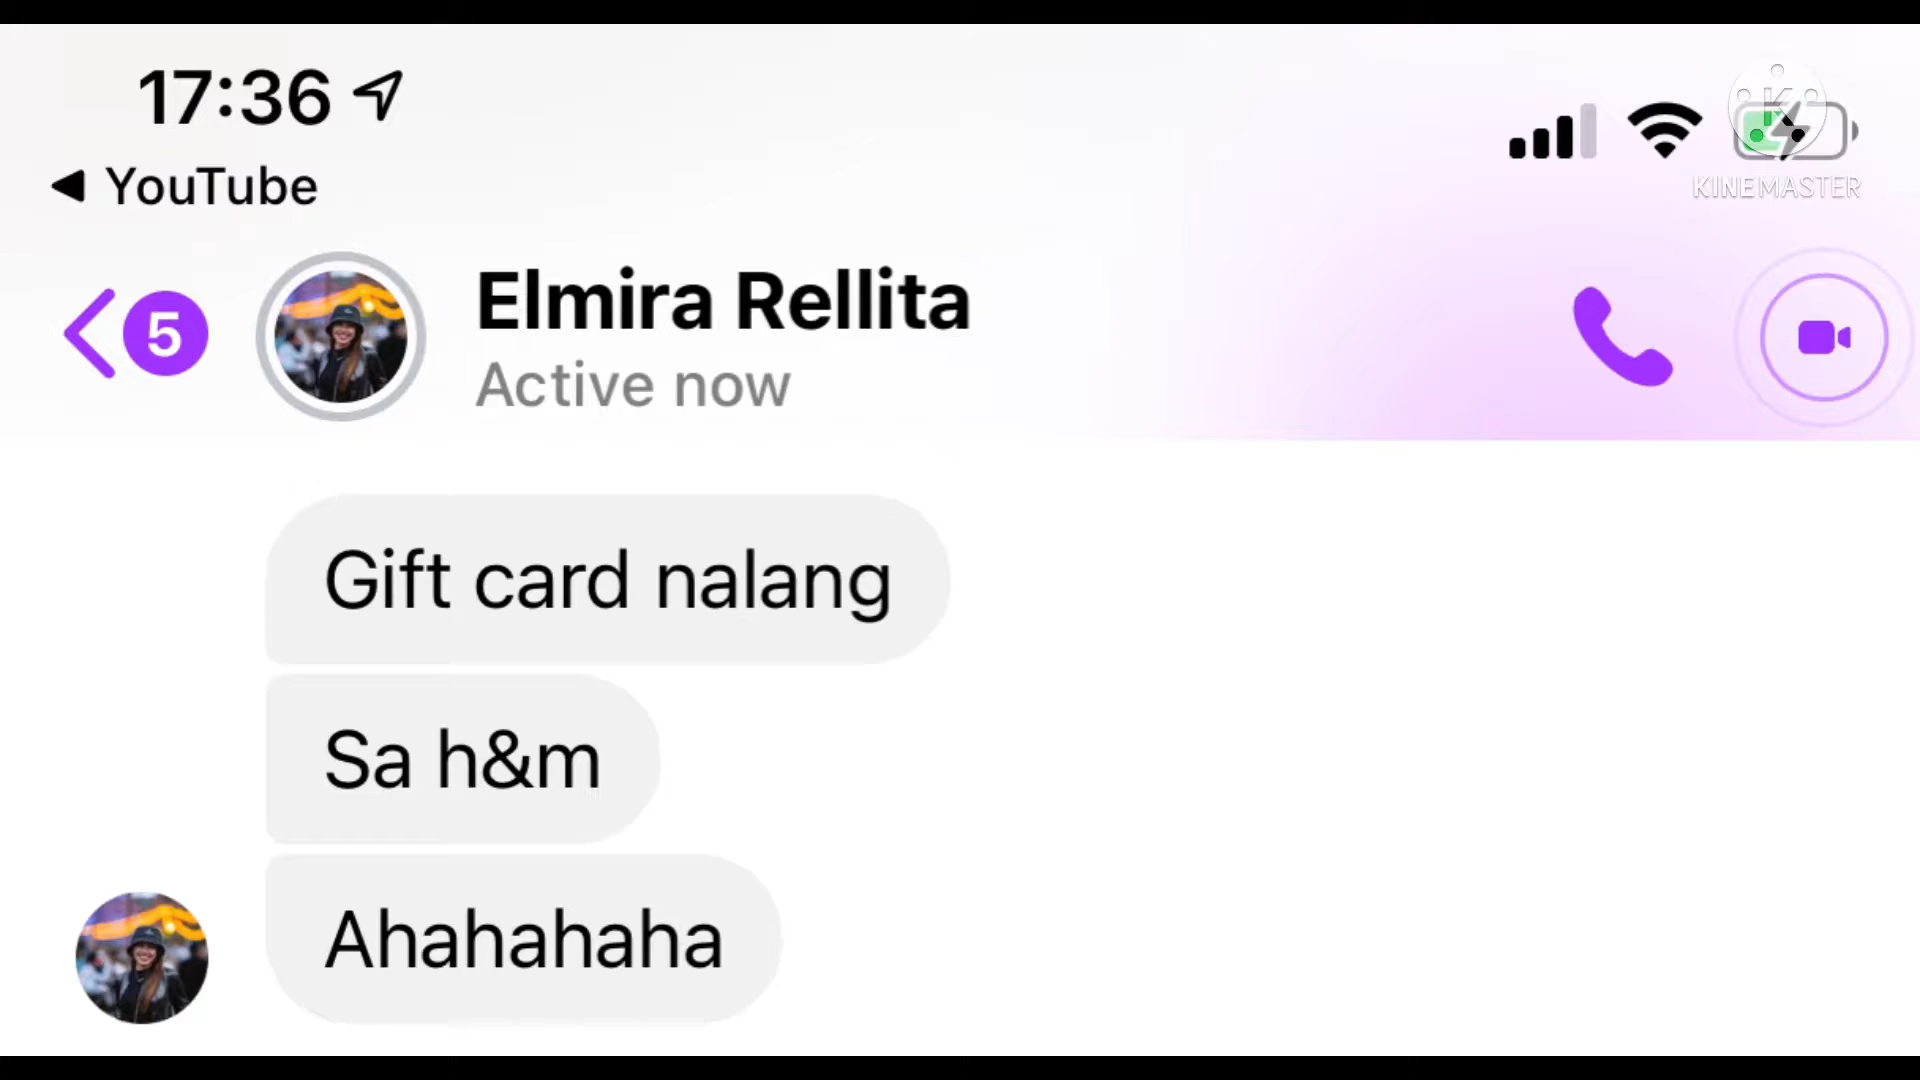 17:36
YouTube
KINEMASTER
5
Elmira Rellita
Active now
Gift card nalang
Sa h&m
Ahahahaha